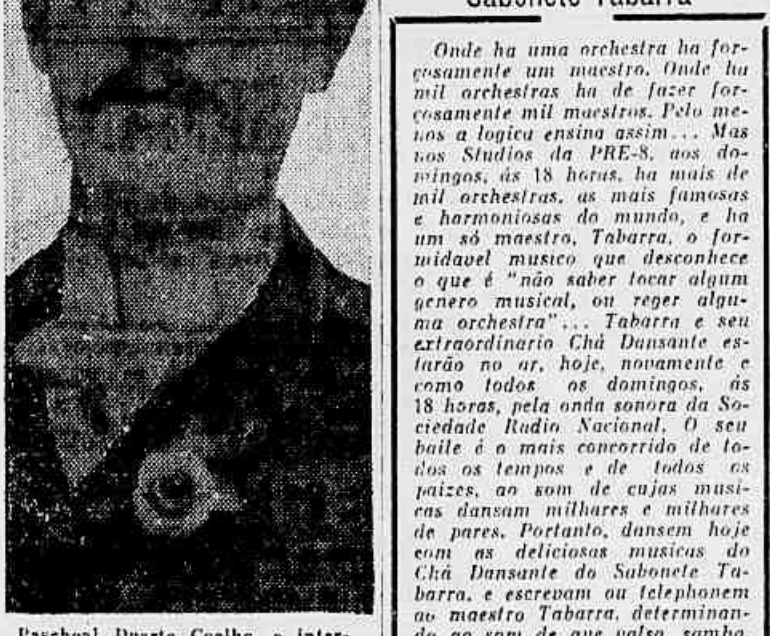 Sabonete Tabarra
Onde ha uma orchestra ha for-
çosamente um maestro. Onde ha
mil orchestras ha de fazer for-
çosamente mil maestros. Pelo me-
nos a logica ensina assim... Mas
nos Studios da PRE-8, aos do-
mingos, ás 18 horas, ha mais de
mil orchestras, as mais famosas
e harmoniosas do mundo, e ha
um só maestro, Tabarra, o for-
midavel musico que desconhece
o que é "não saber tocar algum
genero musical, ou reger algu-
ma orchestra"... Tabarra e seu
extraordinario Chá Dansante es-
tarão no ar, hoje, novamente e
como todos os domingos, ás
18 horas, pela onda sonora da So-
ciedade Radio Nacional. O seu
baile é o mais concorrido de to-
dos os tempos e de todos os
paizes, ao som de cujas musi-
cas dansam milhares e milhares
de pares. Portanto, dansem hoje
com as deliciosas musicas do
Chá Dansante do Sabonete Ta-
barra, e escrevam ou telephonem
ao maestro Tabarra, determinan-
do ao som de que valsa, samba,
Paschoal Duarte Coelho, o inter-